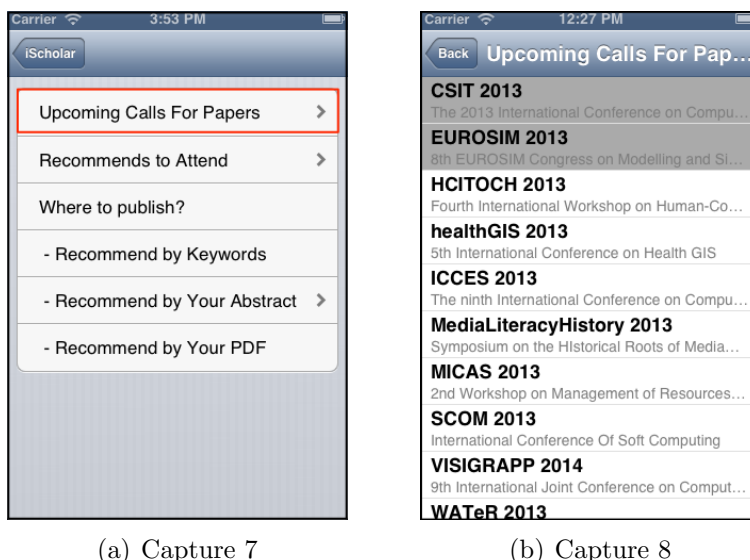 Carrier 3:53 PM
iScholar
Upcoming Calls For Papers
Recommends to Attend
Where to publish?
- Recommend by Keywords
- Recommend by Your Abstract
- Recommend by Your PDF
(a) Capture 7
Carrier 12:27 PM
Back Upcoming Calls For Pap...
CSIT 2013
The 2013 International Conference on Compu...
EUROSIM 2013
8th EUROSIM Congress on Modelling and Si...
HCITOCH 2013
Fourth International Workshop on Human-Co...
healthGIS 2013
5th International Conference on Health GIS
ICCES 2013
The ninth International Conference on Compu...
MediaLiteracyHistory 2013
Symposium on the HIstorical Roots of Media...
MICAS 2013
2nd Workshop on Management of Resources...
SCOM 2013
International Conference Of Soft Computing
VISIGRAPP 2014
9th International Joint Conference on Comput...
WATeR 2013
(b) Capture 8